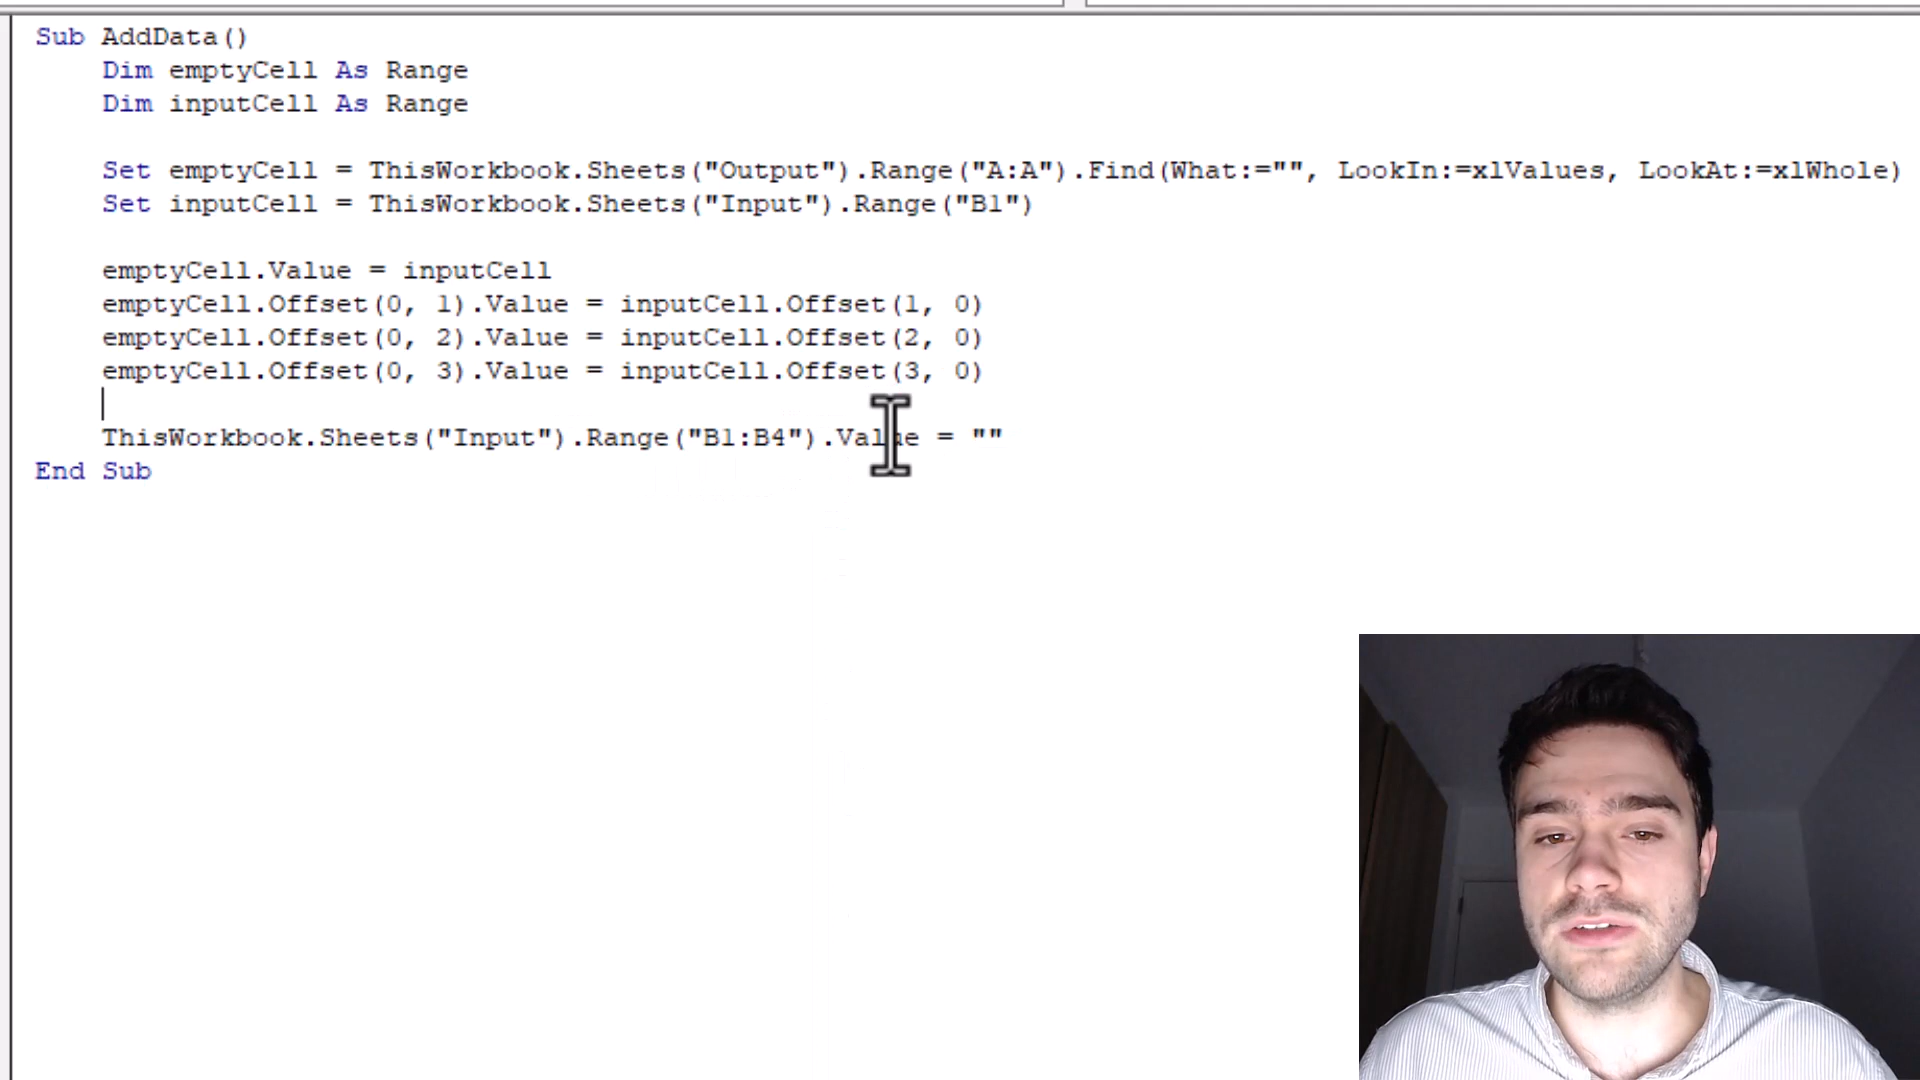 Sub AddData()
Dim emptyCell As Range
Dim inputCell As Range
Set emptyCell = ThisWorkbook.Sheets("Output").Range("A:A").Find(What:="", LookIn:=xlValues, LookAt:=xlWhole)
Set inputCell = ThisWorkbook.Sheets("Input").Range("B1")
emptyCell.Value = inputCell
emptyCell.Offset(0, 1).Value = inputCell.Offset(1, 0)
emptyCell.Offset(0, 2).Value = inputCell.Offset(2, 0)
emptyCell.Offset(0, 3).Value = inputCell.Offset(3, 0)
ThisWorkbook.Sheets("Input").Range("B1:B4").Value = ""
End Sub